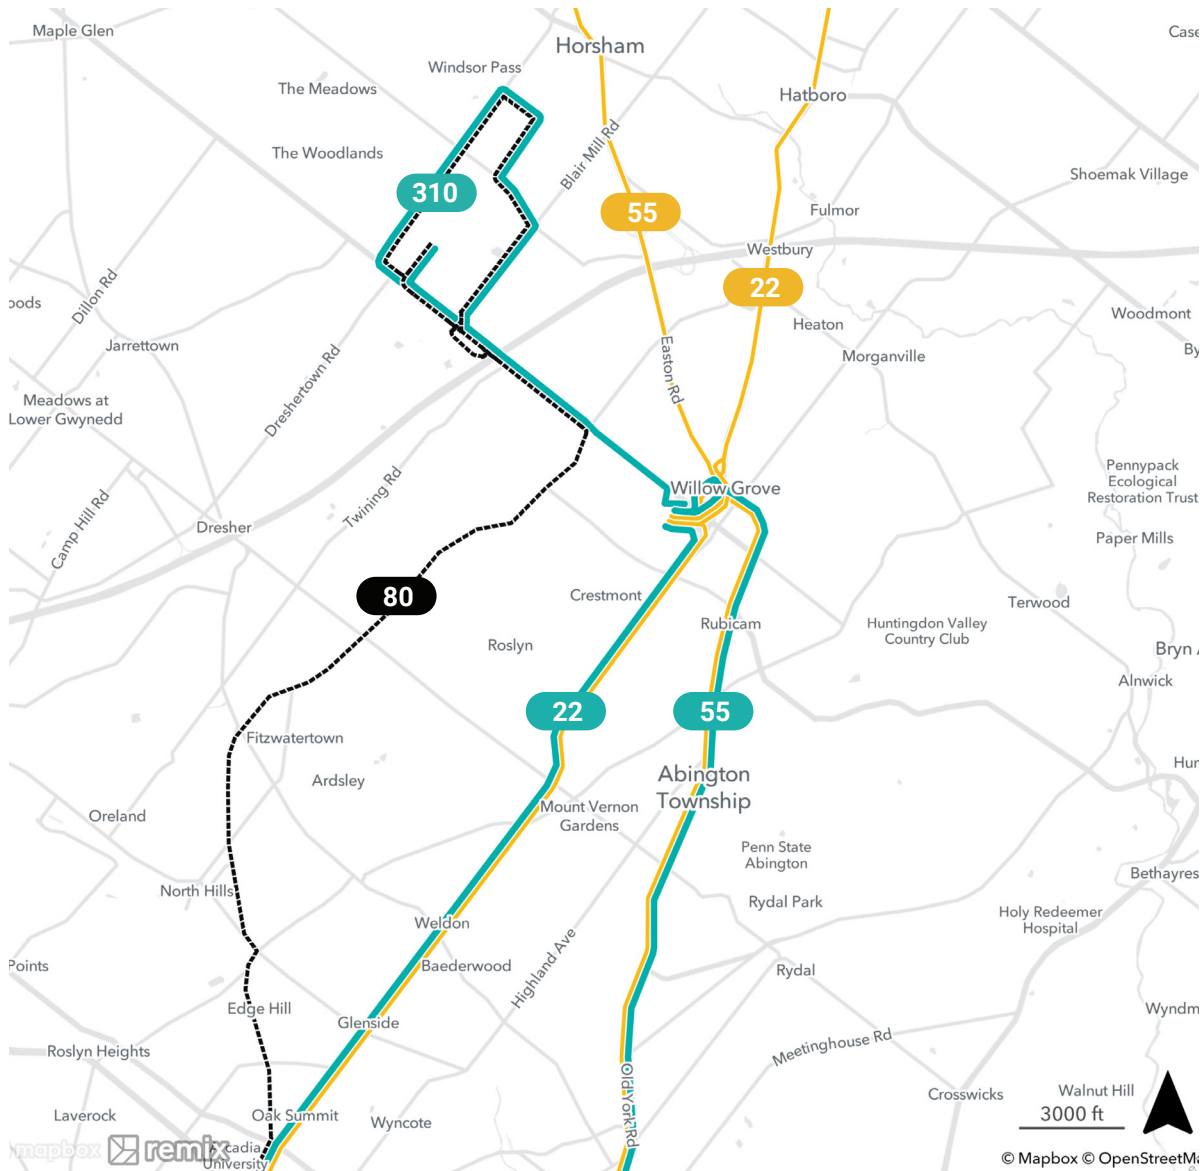 Maple Glen
Horsham
Case
Windsor Pass
The Meadows
Hatboro
Blair Mill Rd
The Woodlands
Shoemak Village
310
55
Fulmor
Westbury
22
Dillon Rd
oods
Woodmont
Heaton
Jarrettown
Easton Rd
Morganville
By
Dreshertown Rd
Meadows at
Lower Gwynedd
Pennypack
Ecological
Restoration Trust
Willow Grove
Twining Rd
Camp Hill Rd
Dresher
Paper Mills
80
Crestmont
Terwood
Rubicam
Huntingdon Valley
Country Club
Roslyn
Bryn A
Alnwick
22
55
Fitzwatertown
Hun
Ardsley
Abington
Township
Oreland
Mount Vernon
Gardens
Penn State
Abington
Bethayres
North Hills
Rydal Park
Weldon
Holy Redeemer
Hospital
Highland Ave
Points
Baederwood
Rydal
Edge Hill
Glenside
Wyndm
Roslyn Heights
Meetinghouse Rd
Old York Rd
Crosswicks
Walnut Hill
Laverock
Oak Summit
Wyncote
3000 ft
mapbox
remix
Arcadia
University
© Mapbox © OpenStreetMa